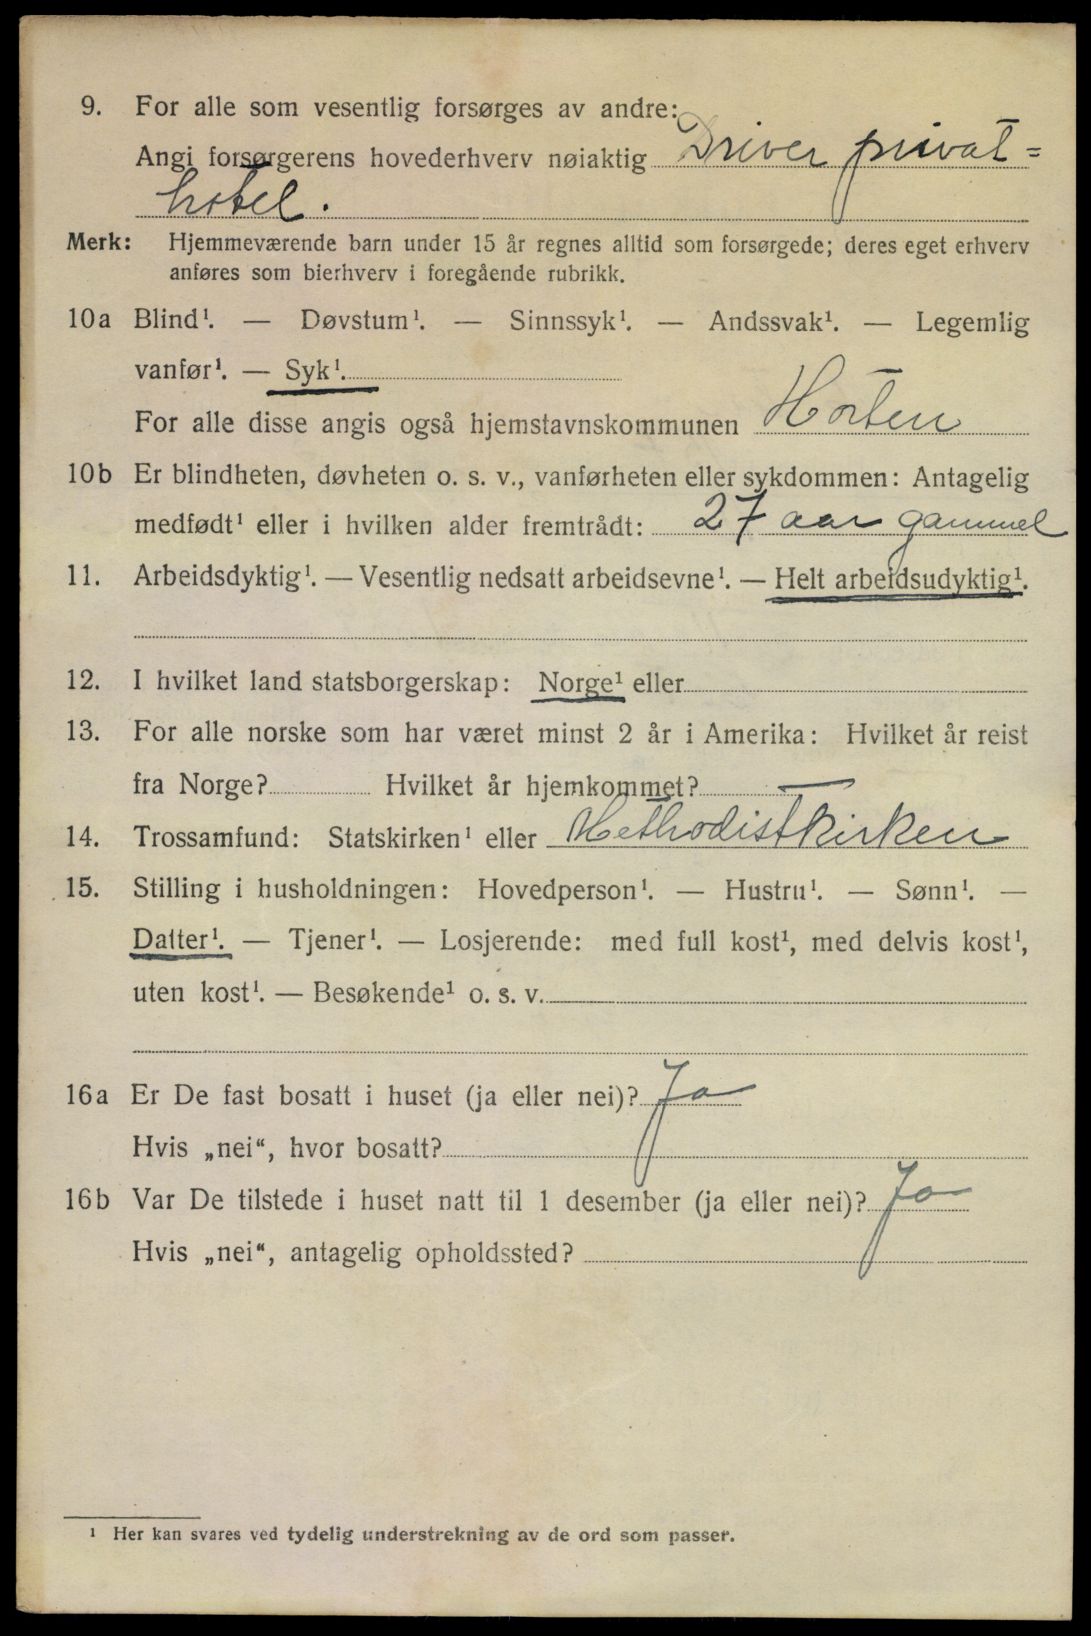 9. For alle som vesentlig forsørges av andre:
Angi forsørgerens hovederhverv nøiaktig Driver privat=
hotel.
Merk: Hjemmeværende barn under 15 år regnes alltid som forsørgede; deres eget erhverv
anføres som bierhverv i foregående rubrikk.
10a Blind¹. — Døvstum¹. — Sinnssyk¹. — Andssvak¹. — Legemlig
vanfør¹. — Syk¹.
For alle disse angis også hjemstavnskommunen Horten
10b Er blindheten, døvheten o. s. v., vanførheten eller sykdommen: Antagelig
medfødt¹ eller i hvilken alder fremtrådt: 27 aar gammel
11. Arbeidsdyktig¹. — Vesentlig nedsatt arbeidsevne¹. — Helt arbeidsudyktig¹.
12. I hvilket land statsborgerskap: Norge¹ eller
13. For alle norske som har været minst 2 år i Amerika: Hvilket år reist
fra Norge? Hvilket år hjemkommet? —
14. Trossamfund: Statskirken¹ eller Methodistkirken
15. Stilling i husholdningen: Hovedperson¹. — Hustru¹. — Sønn¹. —
Datter¹. — Tjener¹. — Losjerende: med full kost¹, med delvis kost¹,
uten kost¹. — Besøkende¹ o. s. v.
16a Er De fast bosatt i huset (ja eller nei)? Ja
Hvis „nei“, hvor bosatt?
16b Var De tilstede i huset natt til 1 desember (ja eller nei)? Ja
Hvis „nei“, antagelig opholdssted?
¹ Her kan svares ved tydelig understrekning av de ord som passer.